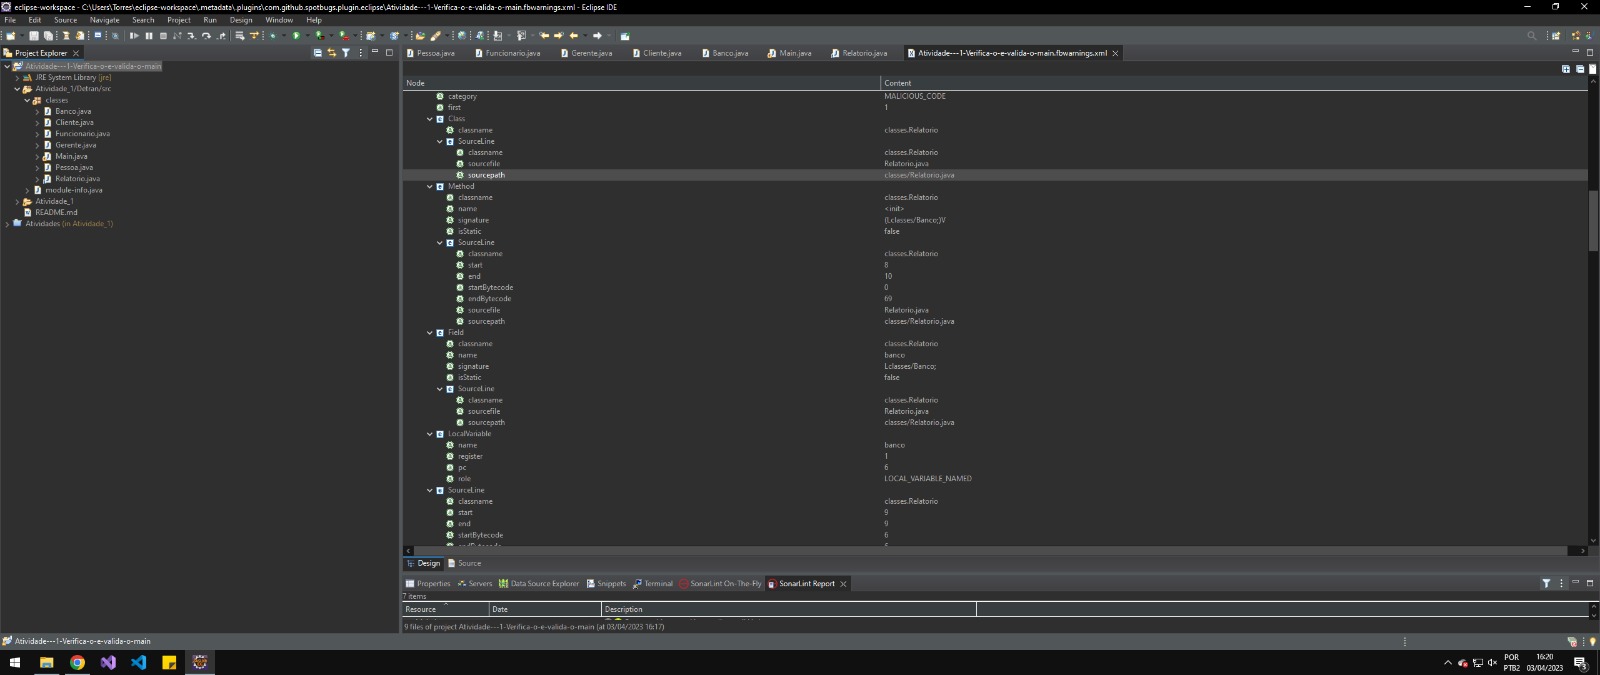 eclipse-workspace - C:\Users\Torres\eclipse-workspace\.metadata\.plugins\com.github.spotbugs.plugin.eclipse\Atividade---1-Verifica-o-e-valida-o-main.fbwarnings.xml - Eclipse IDE
File Edit Source Navigate Search Project Run Design Window Help
Project Explorer
Pessoa.java Funcionario.java Gerente.java Cliente.java Banco.java Main.java Relatorio.java Atividade---1-Verifica-o-e-valida-o-main.fbwarnings.xml
Atividade---1-Verifica-o-e-valida-o-main
JRE System Library [jre]
Atividade_1/Detran/src
classes
Banco.java
Cliente.java
Funcionario.java
Gerente.java
Main.java
Pessoa.java
Relatorio.java
module-info.java
Atividade_1
README.md
Atividades (in Atividade_1)
Node Content
category MALICIOUS_CODE
first 1
Class
classname classes.Relatorio
SourceLine
classname classes.Relatorio
sourcefile Relatorio.java
sourcepath classes/Relatorio.java
Method
classname classes.Relatorio
name <init>
signature (Lclasses/Banco;)V
isStatic false
SourceLine
classname classes.Relatorio
start 8
end 10
startBytecode 0
endBytecode 69
sourcefile Relatorio.java
sourcepath classes/Relatorio.java
Field
classname classes.Relatorio
name banco
signature Lclasses/Banco;
isStatic false
SourceLine
classname classes.Relatorio
sourcefile Relatorio.java
sourcepath classes/Relatorio.java
LocalVariable
name banco
register 1
pc 6
role LOCAL_VARIABLE_NAMED
SourceLine
classname classes.Relatorio
start 9
end 9
startBytecode 6
Design Source
Properties Servers Data Source Explorer Snippets Terminal SonarLint On-The-Fly SonarLint Report
7 items
Resource Date Description
9 files of project Atividade---1-Verifica-o-e-valida-o-main (at 03/04/2023 16:17)
Atividade---1-Verifica-o-e-valida-o-main
POR 16:20
PTB2 03/04/2023
3